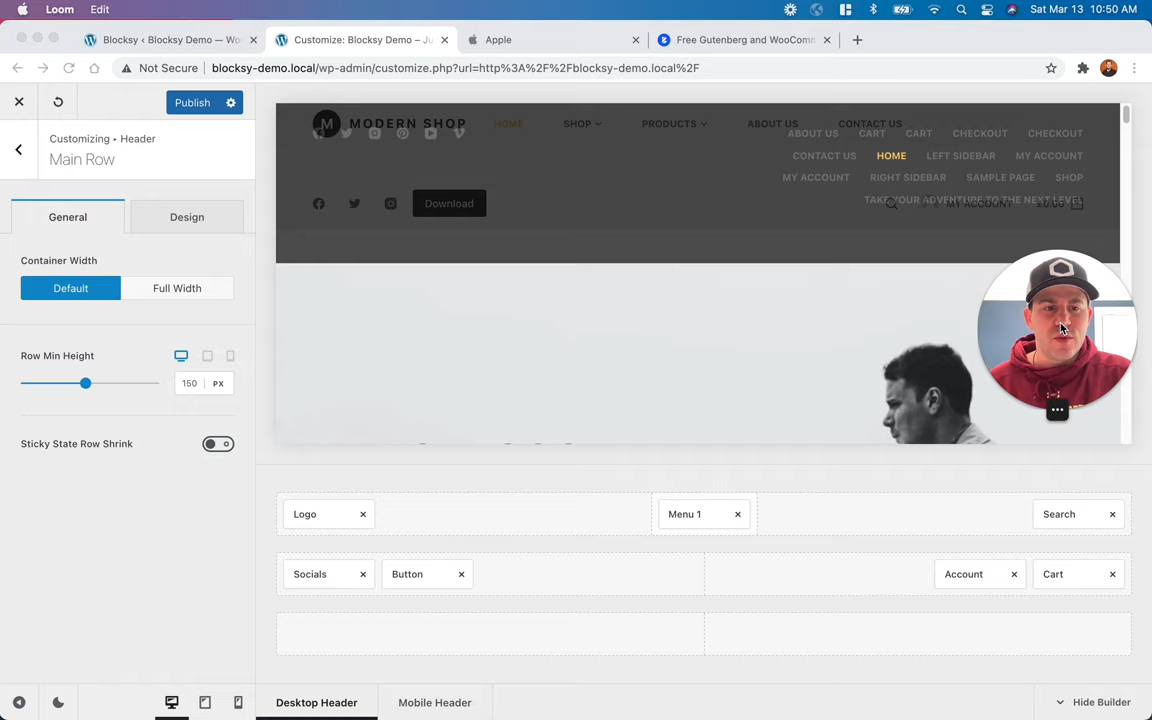 Loom Edit Sat Mar 13 10:50 AM
Blocksy ‹ Blocksy Demo — Wo
Customize: Blocksy Demo – Ju
Apple
Free Gutenberg and WooComm
Not Secure blocksy-demo.local/wp-admin/customize.php?url=http%3A%2F%2Fblocksy-demo.local%2F
Publish
Customizing ▸ Header
Main Row
General Design
Container Width
Default Full Width
Row Min Height
150 PX
Sticky State Row Shrink
M MODERN SHOP HOME SHOP PRODUCTS ABOUT US CONTACT US
ABOUT US CART CART CHECKOUT CHECKOUT
CONTACT US HOME LEFT SIDEBAR MY ACCOUNT
MY ACCOUNT RIGHT SIDEBAR SAMPLE PAGE SHOP
TAKE YOUR ADVENTURE TO THE NEXT LEVEL
Download MY ACCOUNT
Logo × Menu 1 × Search ×
Socials × Button × Account × Cart ×
Desktop Header Mobile Header Hide Builder